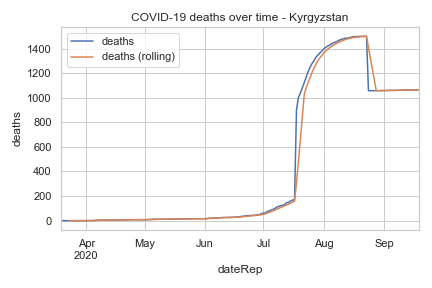 COVID-19 deaths over time - Kyrgyzstan
deaths
deaths (rolling)
1400
1200
1000
800
600
400
200
0
deaths
Apr
2020
May
Jun
Jul
Aug
Sep
dateRep